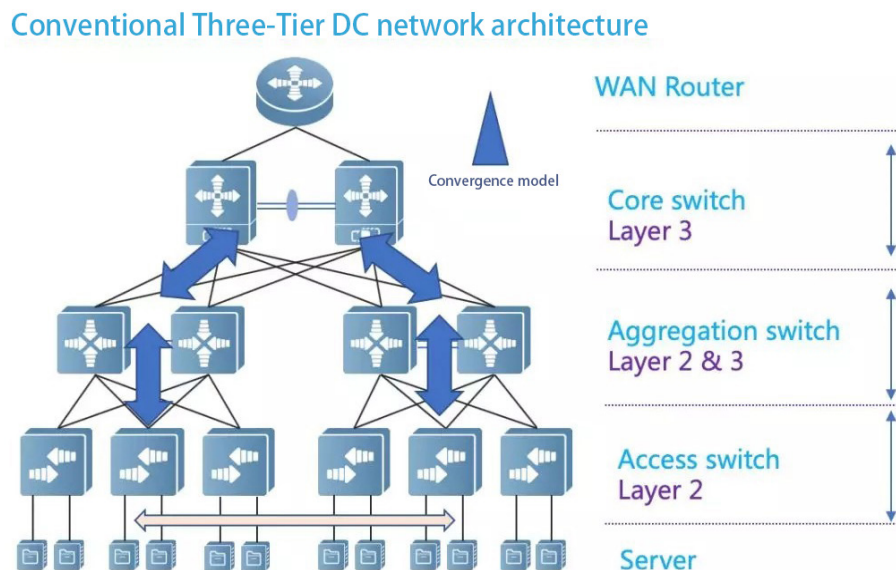 Conventional Three-Tier DC network architecture
WAN Router
Convergence model
Core switch
Layer 3
Aggregation switch
Layer 2 & 3
Access switch
Layer 2
Server